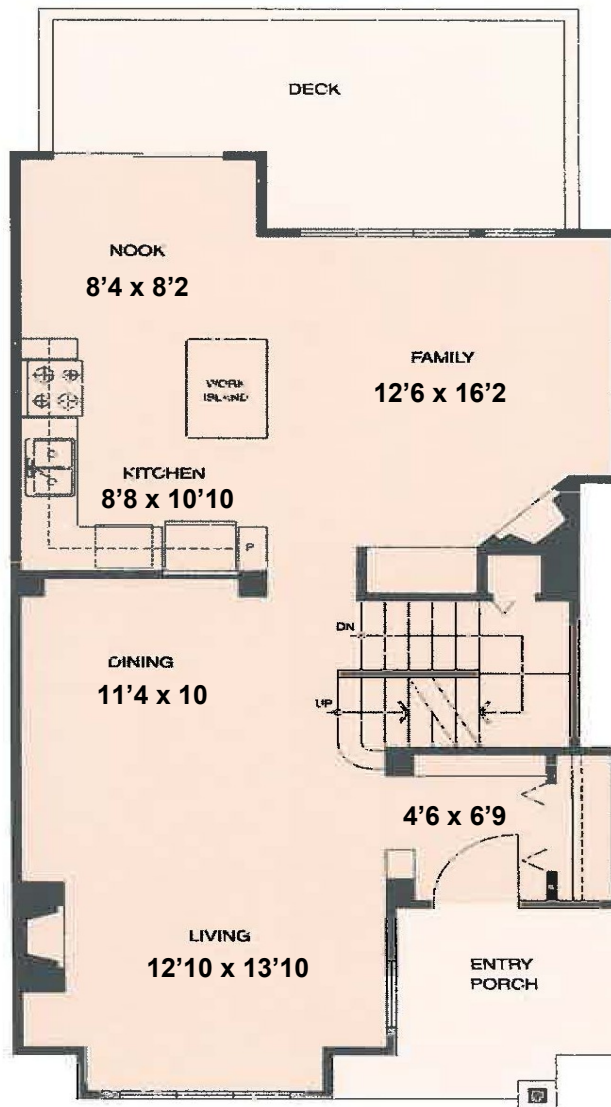 DECK
NOOK
8'4 x 8'2
FAMILY
12'6 x 16'2
WORK
ISLAND
KITCHEN
8'8 x 10'10
P
DN
DINING
11'4 x 10
UP
4'6 x 6'9
LIVING
12'10 x 13'10
ENTRY
PORCH